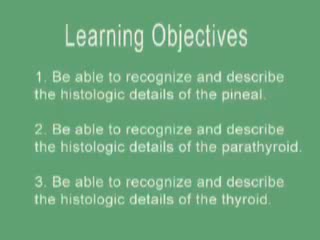 Learning Objectives
1. Be able to recognize and describe
the histologic details of the pineal.
2. Be able to recognize and describe
the histologic details of the parathyroid.
3. Be able to recognize and describe
the histologic details of the thyroid.